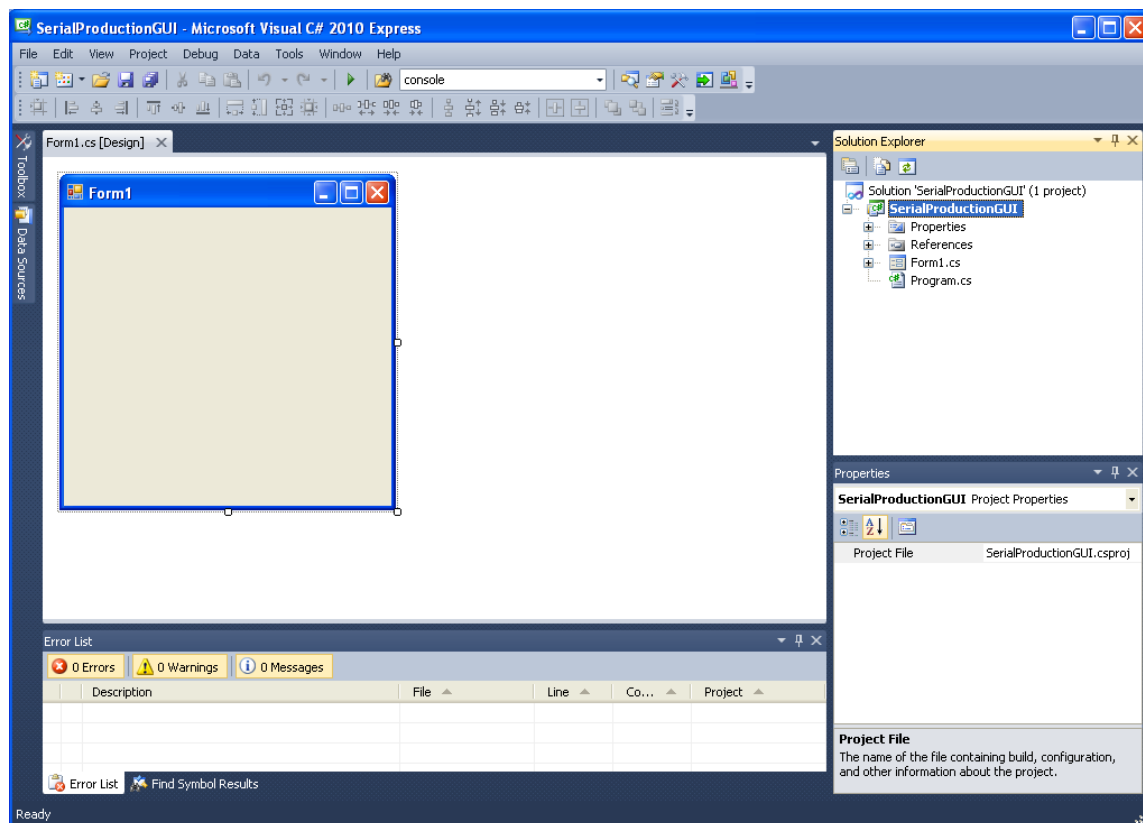 SerialProductionGUI - Microsoft Visual C# 2010 Express
File Edit View Project Debug Data Tools Window Help
console
Toolbox
Data Sources
Form1.cs [Design]
Form1
Solution Explorer
Solution 'SerialProductionGUI' (1 project)
SerialProductionGUI
Properties
References
Form1.cs
Program.cs
Properties
SerialProductionGUI Project Properties
Project File SerialProductionGUI.csproj
Project File
The name of the file containing build, configuration,
and other information about the project.
Error List
0 Errors 0 Warnings 0 Messages
Description File Line Co... Project
Error List Find Symbol Results
Ready